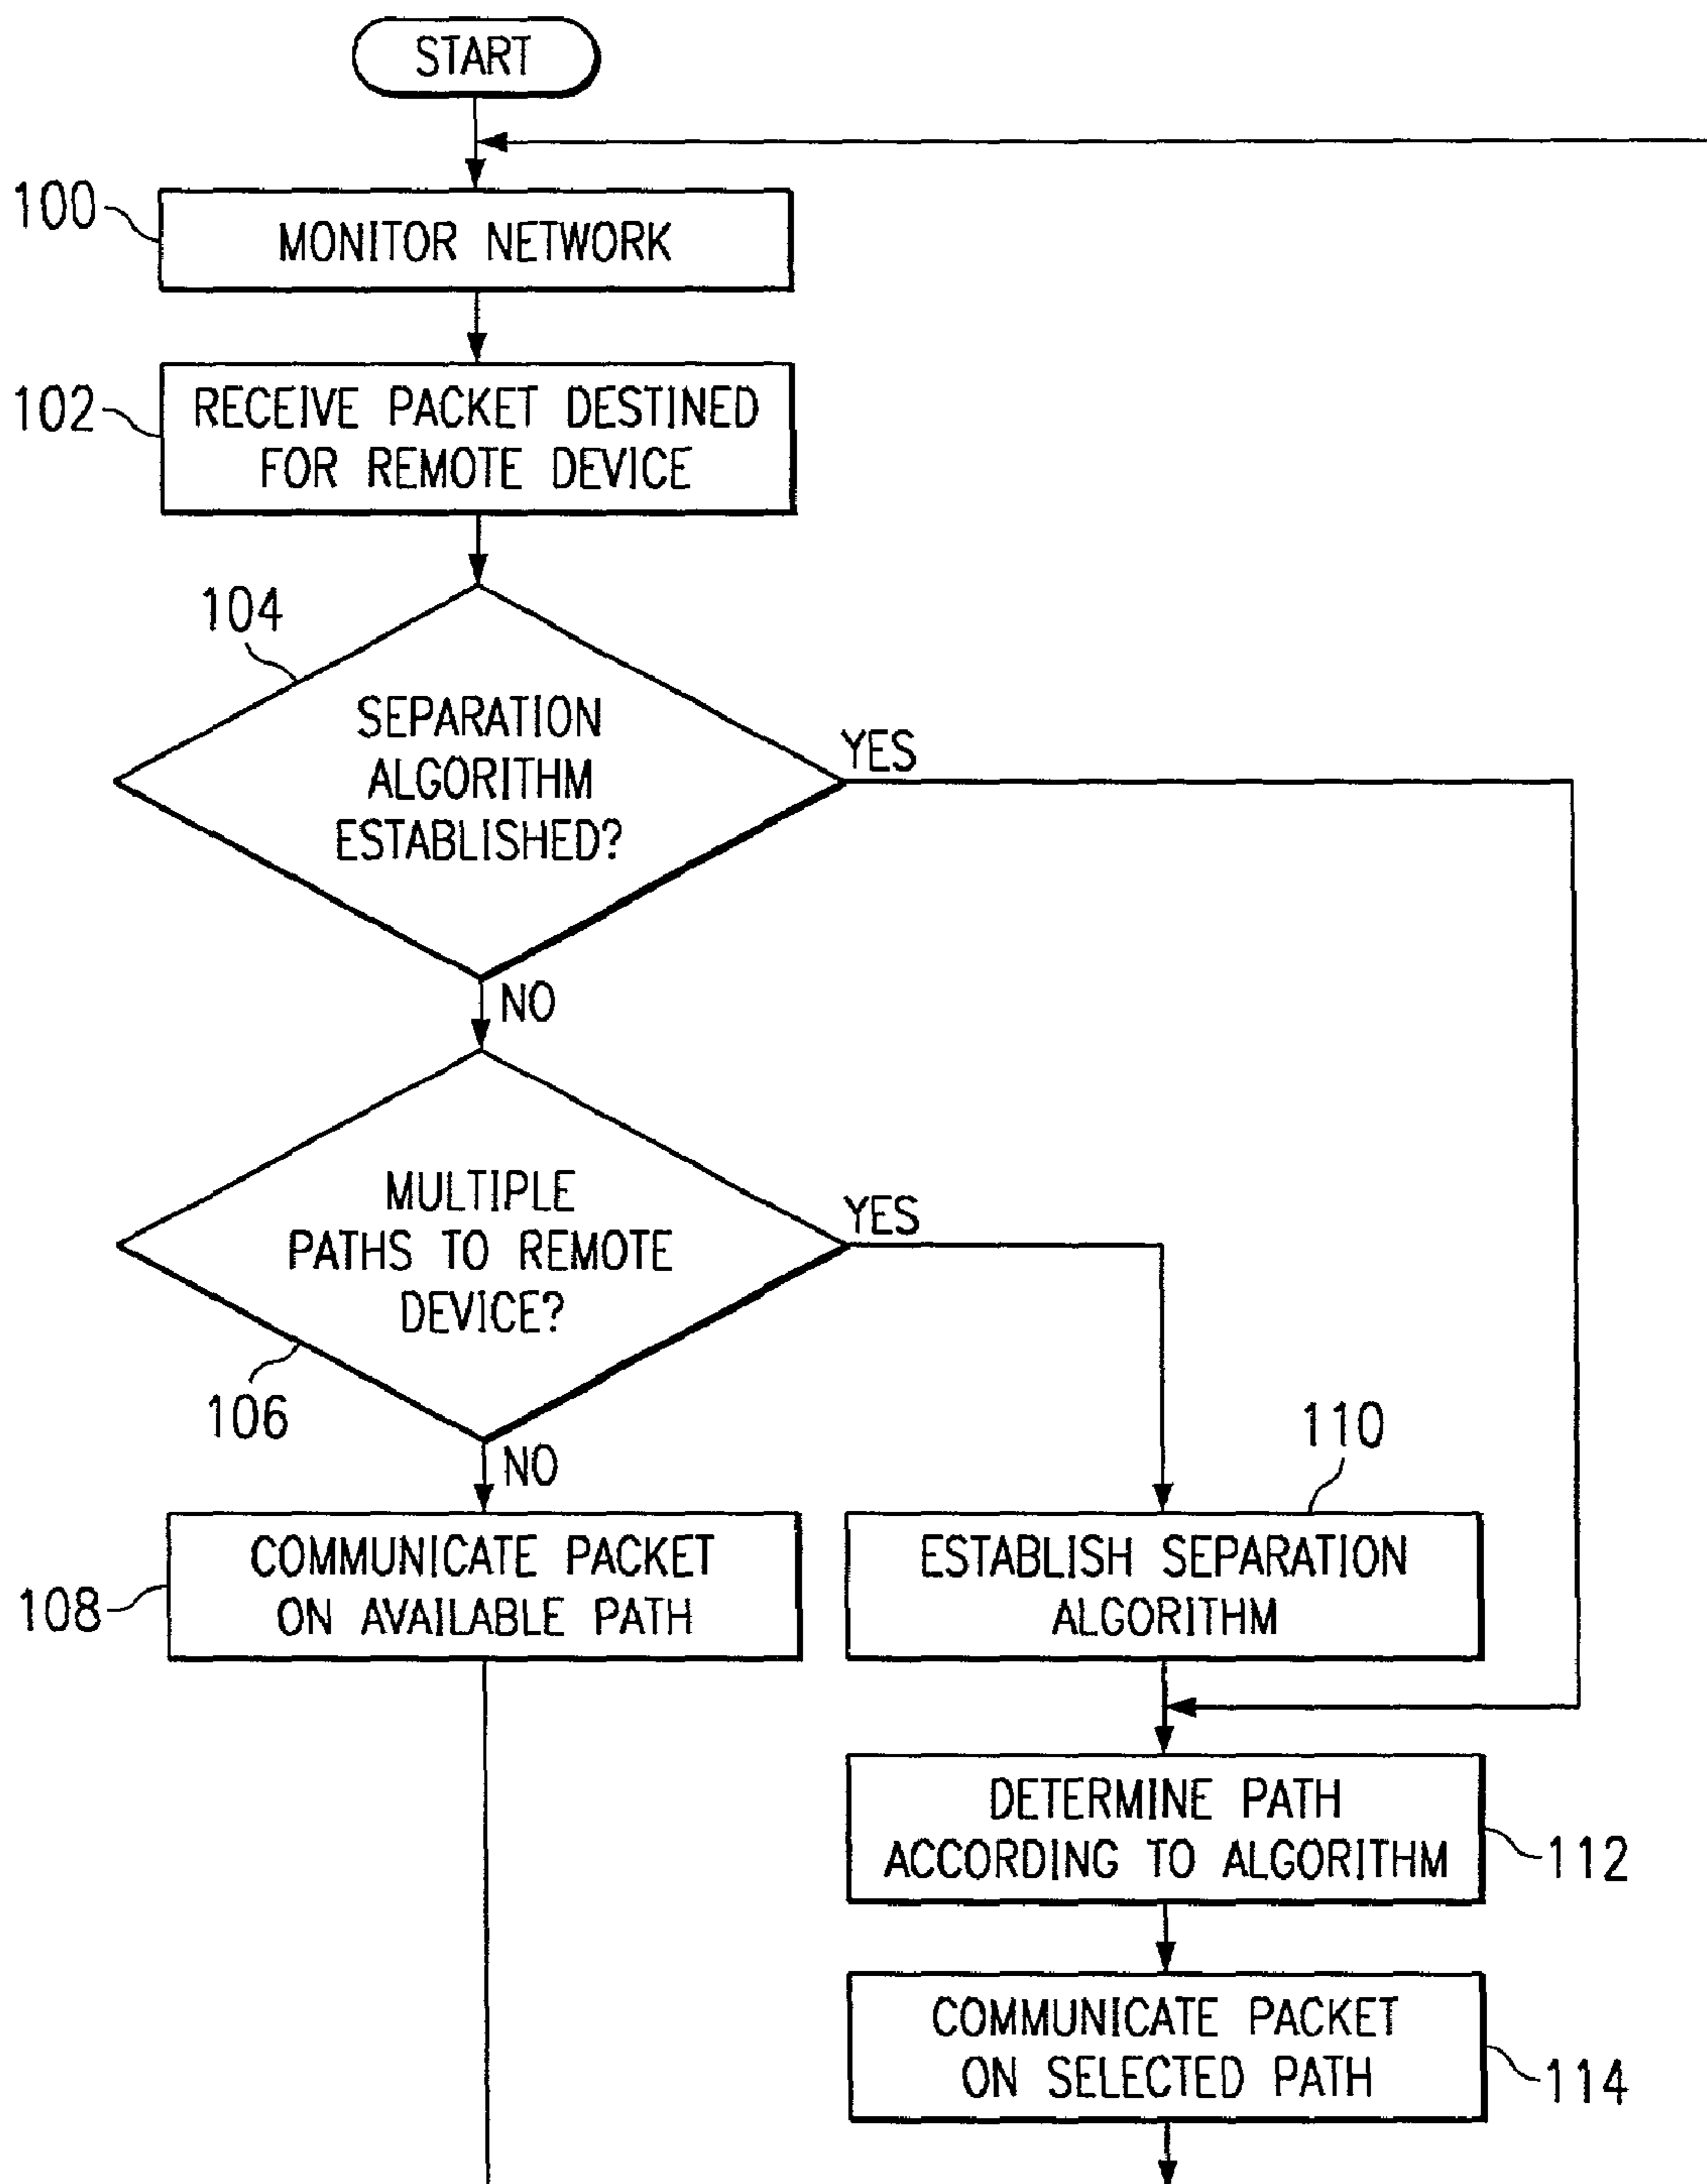 START
100
MONITOR NETWORK
102
RECEIVE PACKET DESTINED
FOR REMOTE DEVICE
104
SEPARATION
ALGORITHM
ESTABLISHED?
YES
NO
MULTIPLE
PATHS TO REMOTE
DEVICE?
YES
106
NO
108
COMMUNICATE PACKET
ON AVAILABLE PATH
110
ESTABLISH SEPARATION
ALGORITHM
DETERMINE PATH
ACCORDING TO ALGORITHM
112
COMMUNICATE PACKET
ON SELECTED PATH
114